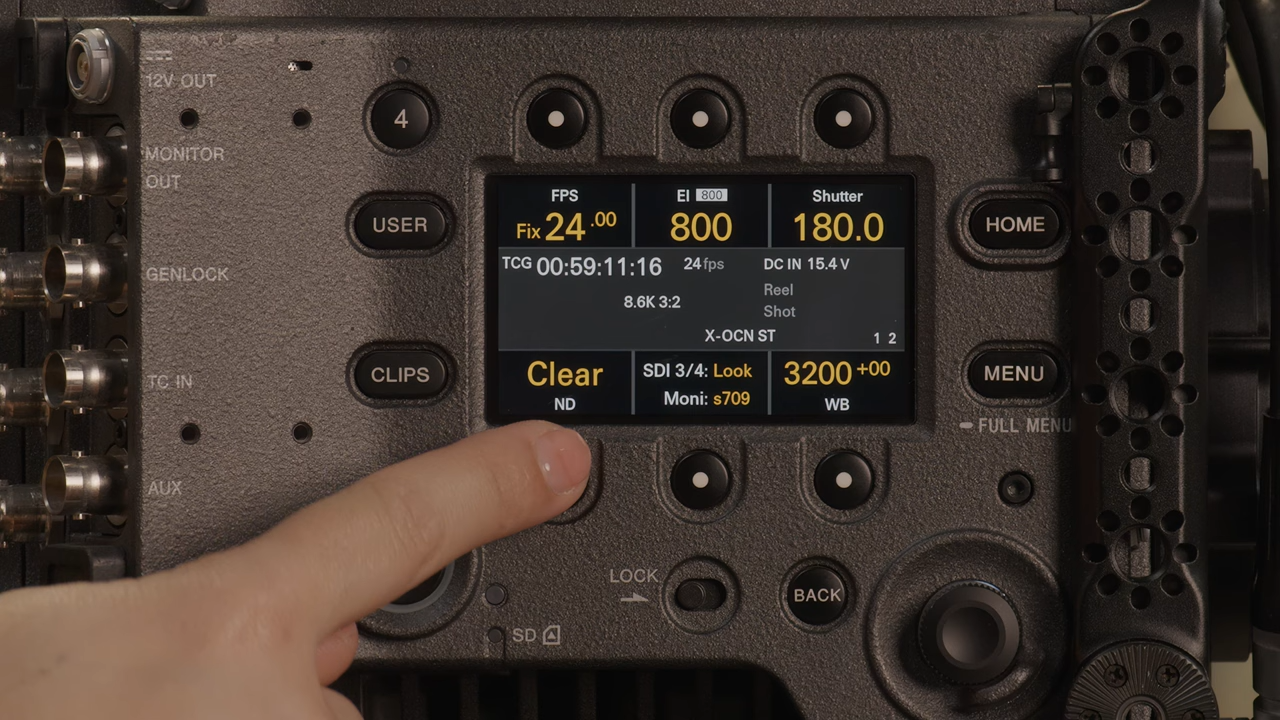 12V OUT
MONITOR
OUT
GENLOCK
TC IN
AUX
4
USER
CLIPS
FPS
Fix 24.00
EI 800
800
Shutter
180.0
TCG 00:59:11:16 24fps DC IN 15.4 V
8.6K 3:2 Reel
Shot
X-OCN ST 1 2
Clear
ND
SDI 3/4: Look
Moni: s709
3200+00
WB
HOME
MENU
FULL MENU
LOCK
BACK
SD